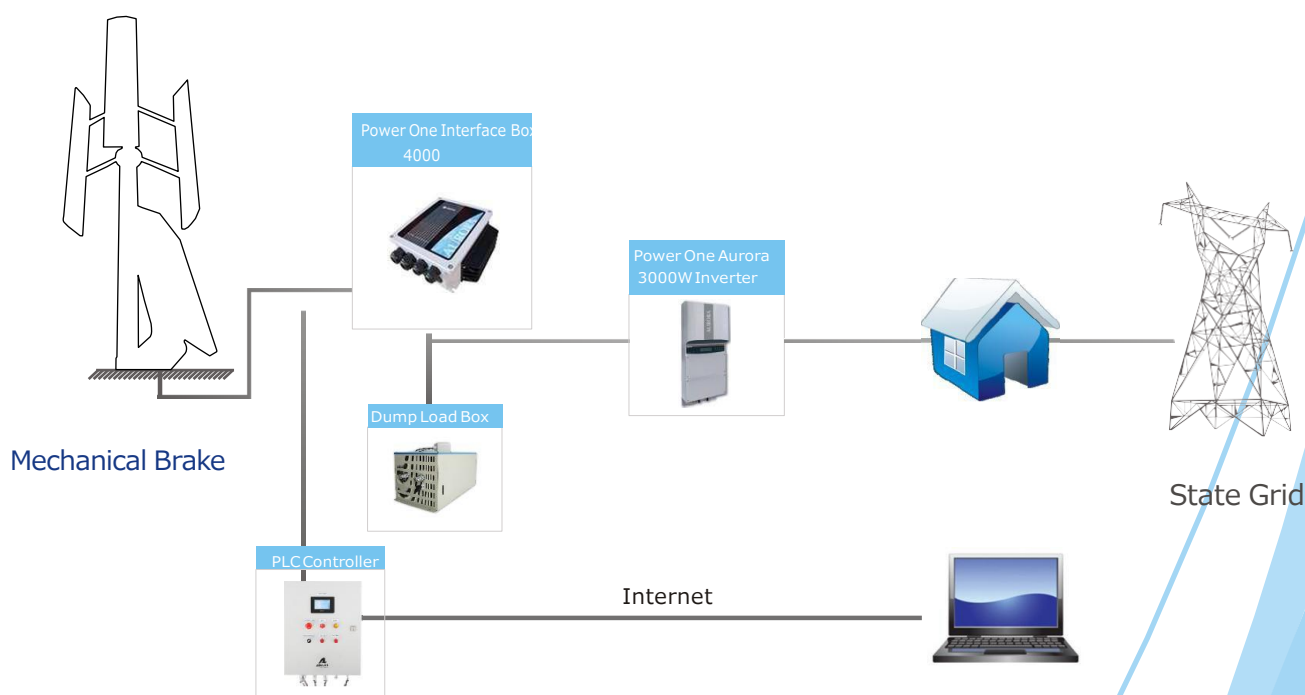 Power One Interface Box
4000
Power One Aurora
3000W Inverter
Dump Load Box
Mechanical Brake
State Grid
PLC Controller
Internet